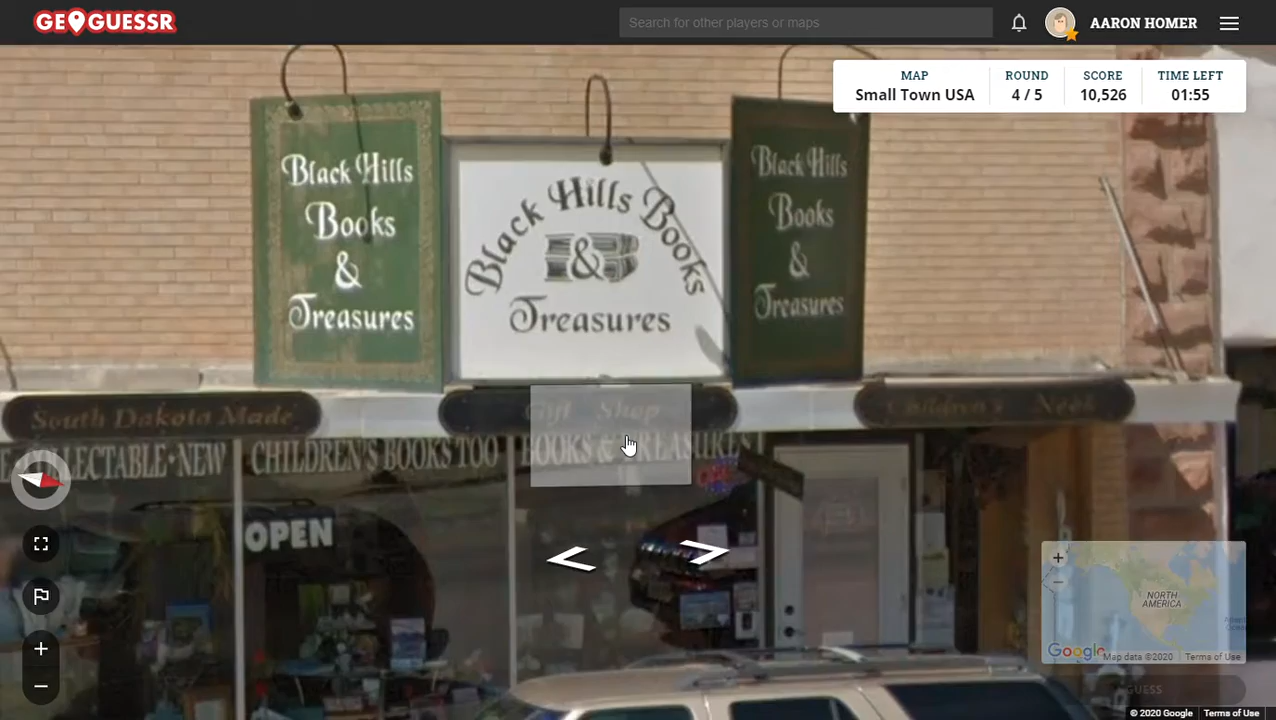 GEOGUESSR
Search for other players or maps
AARON HOMER
MAP
ROUND
SCORE
TIME LEFT
Small Town USA
4 / 5
10,526
01:55
Black Hills
Books
&
Treasures
Black Hills Books
&
Treasures
Black Hills
Books
&
Treasures
South Dakota Made
Gift Shop
Children's Nook
LECTABLE • NEW
CHILDREN'S BOOKS TOO
BOOKS & TREASURES
OPEN
+
−
+
−
NORTH
AMERICA
Google
Map data ©2020
Terms of Use
GUESS
© 2020 Google
Terms of Use